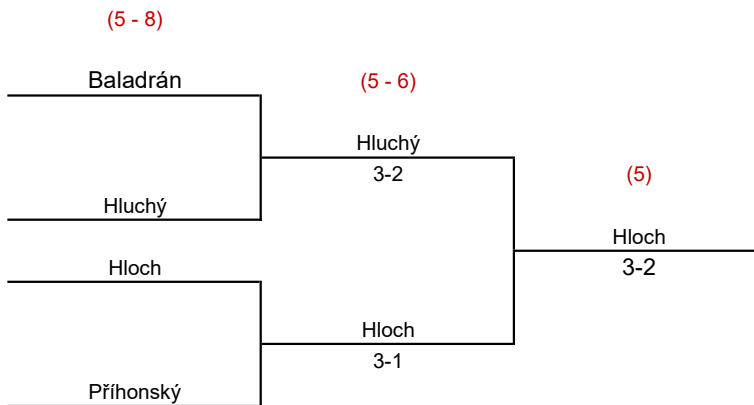 (5 - 8)
Baladrán
(5 - 6)
Hluchý
3-2
(5)
Hluchý
Hloch
3-2
Hloch
Hloch
3-1
Příhonský